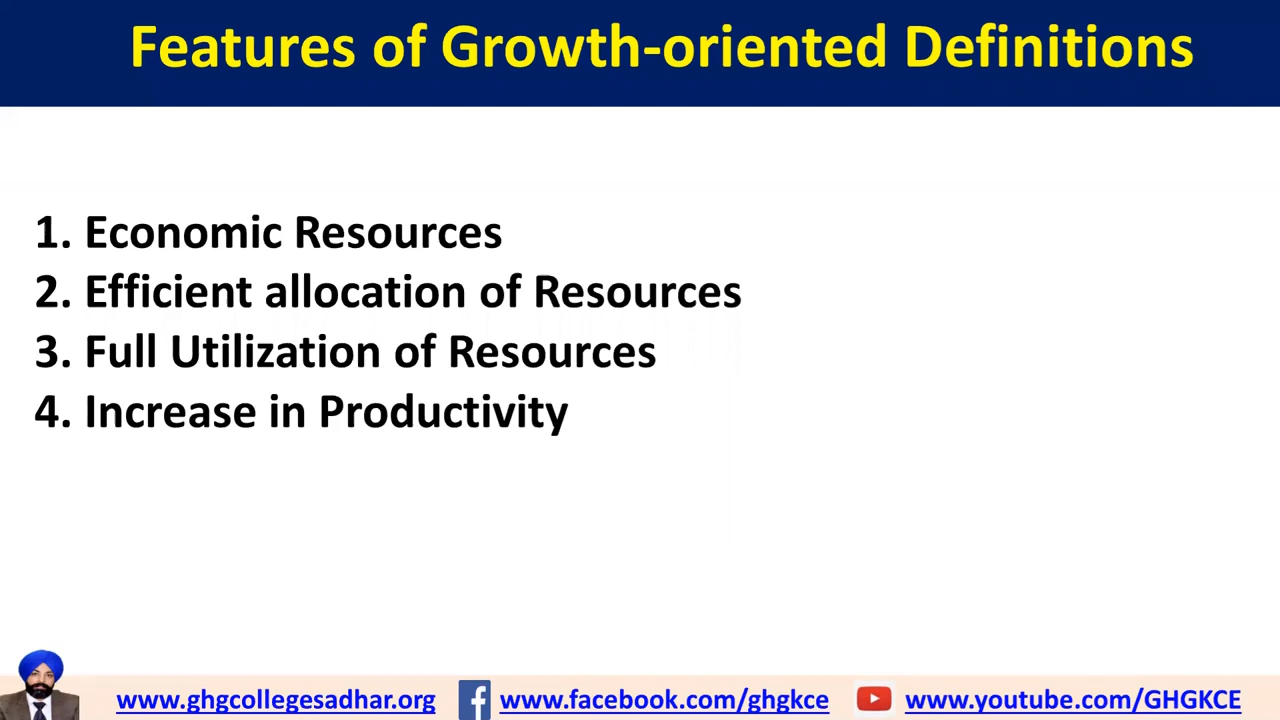 Features of Growth-oriented Definitions
1. Economic Resources
2. Efficient allocation of Resources
3. Full Utilization of Resources
4. Increase in Productivity
www.ghgcollegesadhar.org www.facebook.com/ghgkce www.youtube.com/GHGKCE